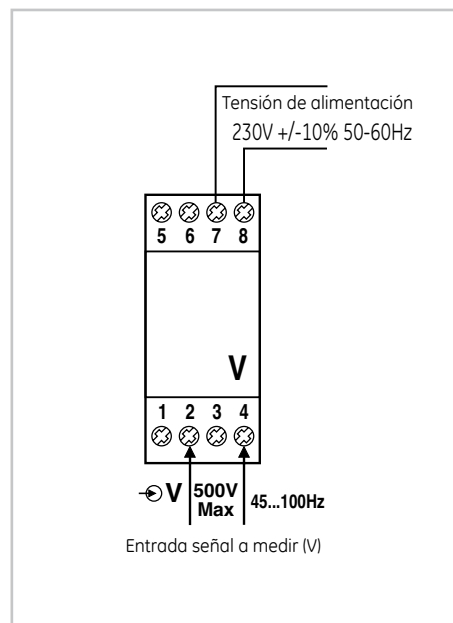 Tensión de alimentación
230V +/-10% 50-60Hz
5 6 7 8
V
1 2 3 4
V 500V Max 45...100Hz
Entrada señal a medir (V)